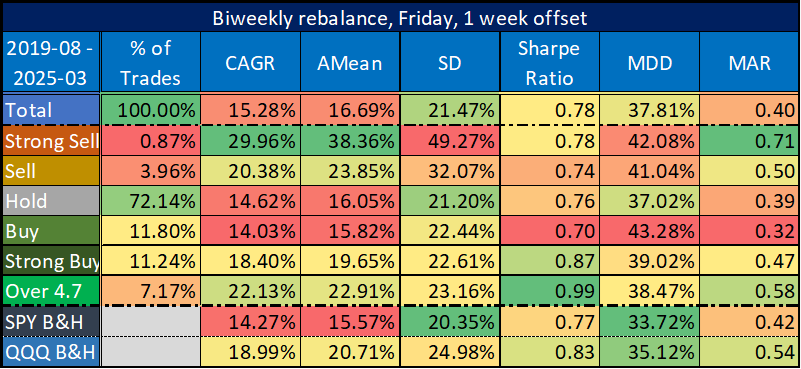 Biweekly rebalance, Friday, 1 week offset
2019-08 - 2025-03 % of Trades CAGR AMean SD Sharpe Ratio MDD MAR
Total 100.00% 15.28% 16.69% 21.47% 0.78 37.81% 0.40
Strong Sell 0.87% 29.96% 38.36% 49.27% 0.78 42.08% 0.71
Sell 3.96% 20.38% 23.85% 32.07% 0.74 41.04% 0.50
Hold 72.14% 14.62% 16.05% 21.20% 0.76 37.02% 0.39
Buy 11.80% 14.03% 15.82% 22.44% 0.70 43.28% 0.32
Strong Buy 11.24% 18.40% 19.65% 22.61% 0.87 39.02% 0.47
Over 4.7 7.17% 22.13% 22.91% 23.16% 0.99 38.47% 0.58
SPY B&H 14.27% 15.57% 20.35% 0.77 33.72% 0.42
QQQ B&H 18.99% 20.71% 24.98% 0.83 35.12% 0.54